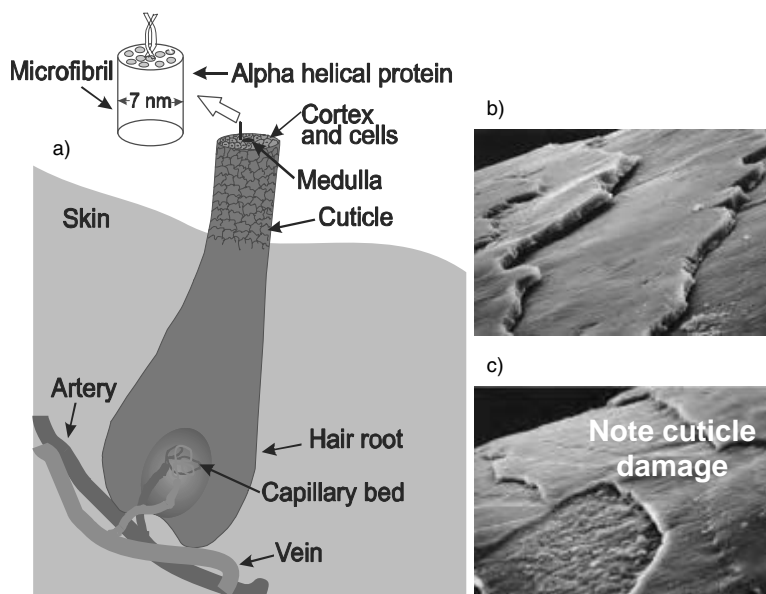 Microfibril
7 nm
Alpha helical protein
Cortex
and cells
a)
Medulla
Cuticle
Skin
Artery
Hair root
Capillary bed
Vein
b)
c)
Note cuticle
damage